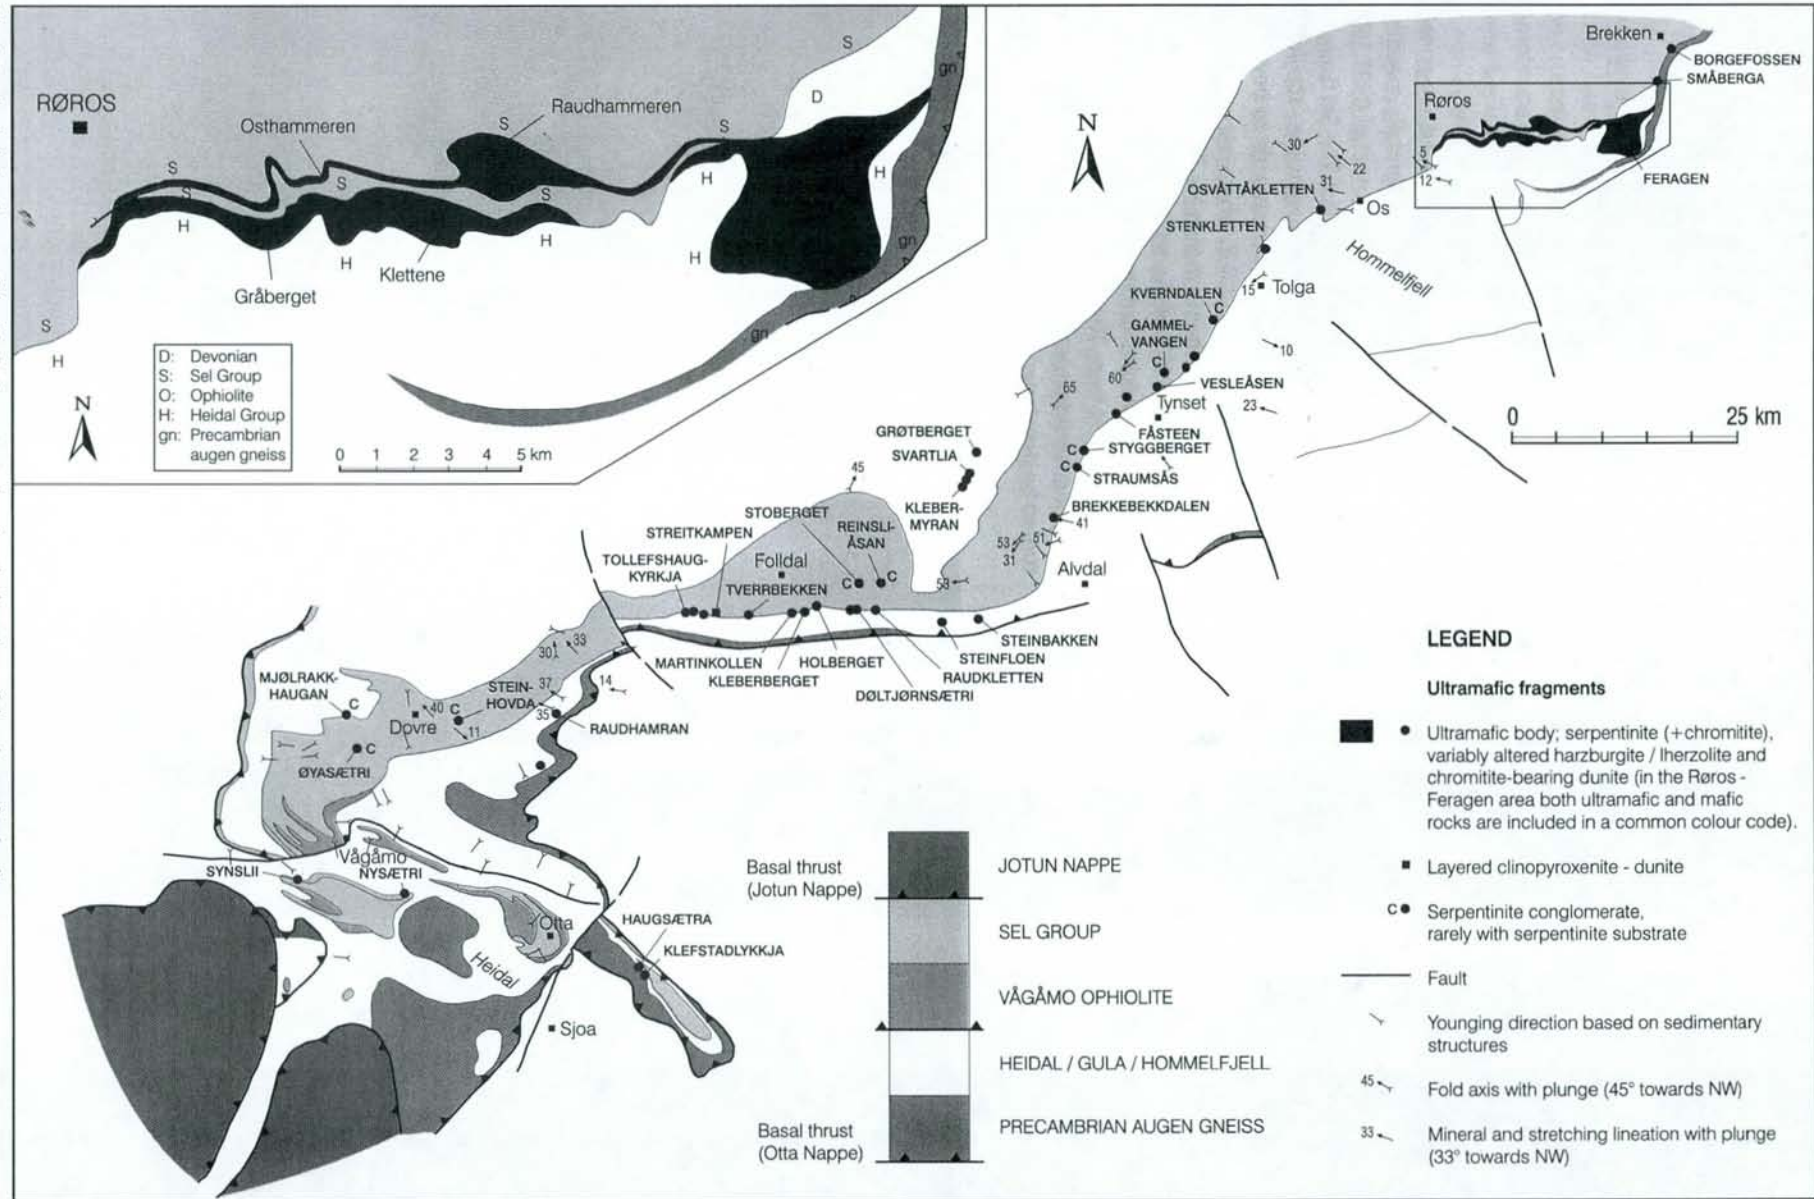 RØROS
Osthammeren
Raudhammeren
Gråberget
Klettene
S
S
S
S
S
S
S
S
S
H
H
H
H
H
H
H
D
gn
gn
gn
D: Devonian
S: Sel Group
O: Ophiolite
H: Heidal Group
gn: Precambrian
augen gneiss
N
0 1 2 3 4 5 km
N
Brekken
BORGEFOSSEN
SMÅBERGA
Røros
FERAGEN
5
12
30
22
31
OSVÅTTÅKLETTEN
Os
STENKLETTEN
Hommelfjell
15
Tolga
KVERNDALEN
C
GAMMEL-
VANGEN
C
10
60
65
VESLEÅSEN
Tynset
23
0 25 km
FÅSTEEN
C
STYGGBERGET
C
STRAUMSÅS
GRØTBERGET
SVARTLIA
KLEBER-
MYRAN
BREKKEBEKKDALEN
41
45
STOBERGET
REINSLI-
ÅSAN
STREITKAMPEN
TOLLEFSHAUG-
KYRKJA
Folldal
TVERRBEKKEN
C
C
53
51
31
53
Alvdal
STEINBAKKEN
STEINFLOEN
RAUDKLETTEN
DØLTJØRNSÆTRI
HOLBERGET
MARTINKOLLEN
KLEBERBERGET
30
33
37
14
35
RAUDHAMRAN
MJØLRAKK-
HAUGAN
C
STEIN-
HOVDA
C
40
Dovre
11
C
ØYASÆTRI
Vågåmo
NYSÆTRI
SYNSLII
Otta
Heidal
HAUGSÆTRA
KLEFSTADLYKKJA
Sjoa
Basal thrust
(Jotun Nappe)
JOTUN NAPPE
SEL GROUP
VÅGÅMO OPHIOLITE
HEIDAL / GULA / HOMMELFJELL
PRECAMBRIAN AUGEN GNEISS
Basal thrust
(Otta Nappe)
LEGEND
Ultramafic fragments
Ultramafic body; serpentinite (+chromitite),
variably altered harzburgite / lherzolite and
chromitite-bearing dunite (in the Røros -
Feragen area both ultramafic and mafic
rocks are included in a common colour code).
Layered clinopyroxenite - dunite
C Serpentinite conglomerate,
rarely with serpentinite substrate
Fault
Younging direction based on sedimentary
structures
45 Fold axis with plunge (45° towards NW)
33 Mineral and stretching lineation with plunge
(33° towards NW)